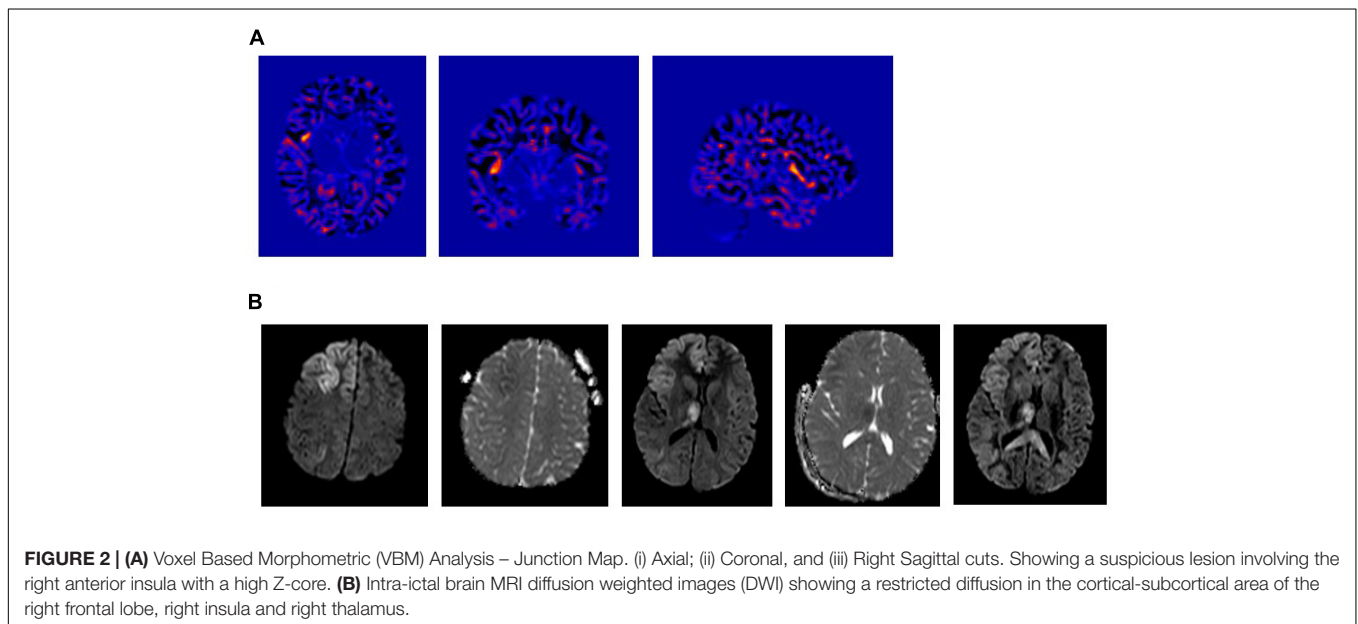 A
B
FIGURE 2 | (A) Voxel Based Morphometric (VBM) Analysis – Junction Map. (i) Axial; (ii) Coronal, and (iii) Right Sagittal cuts. Showing a suspicious lesion involving the
right anterior insula with a high Z-core. (B) Intra-ictal brain MRI diffusion weighted images (DWI) showing a restricted diffusion in the cortical-subcortical area of the
right frontal lobe, right insula and right thalamus.